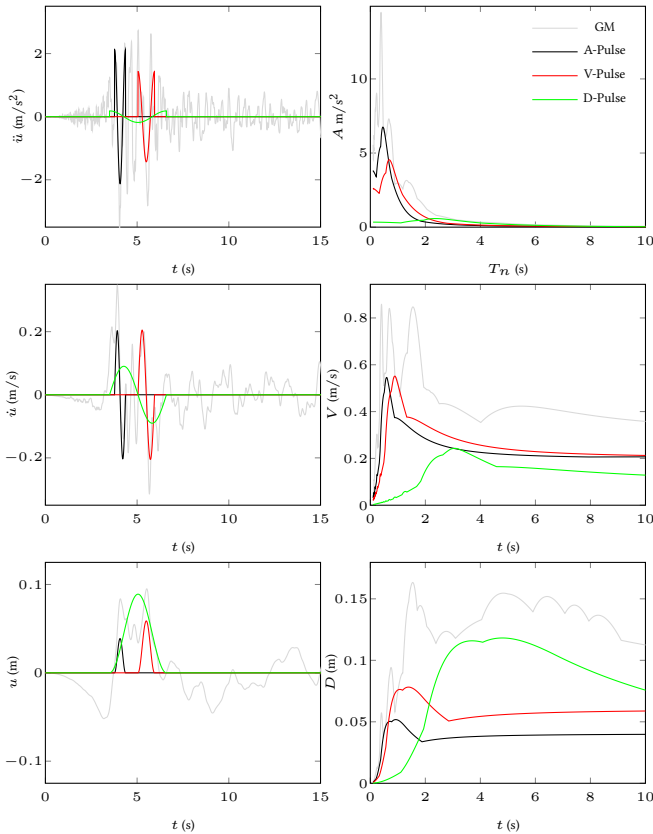 2
0
−2
0 5 10 15
ü (m/s²)
t (s)
GM
A-Pulse
V-Pulse
D-Pulse
10
5
0
0 2 4 6 8 10
A m/s²
Tn (s)
0.2
0
−0.2
0 5 10 15
u̇ (m/s)
t (s)
0.8
0.6
0.4
0.2
0
0 2 4 6 8 10
V (m/s)
t (s)
0.1
0
−0.1
0 5 10 15
u (m)
t (s)
0.15
0.1
0.05
0
0 2 4 6 8 10
D (m)
t (s)